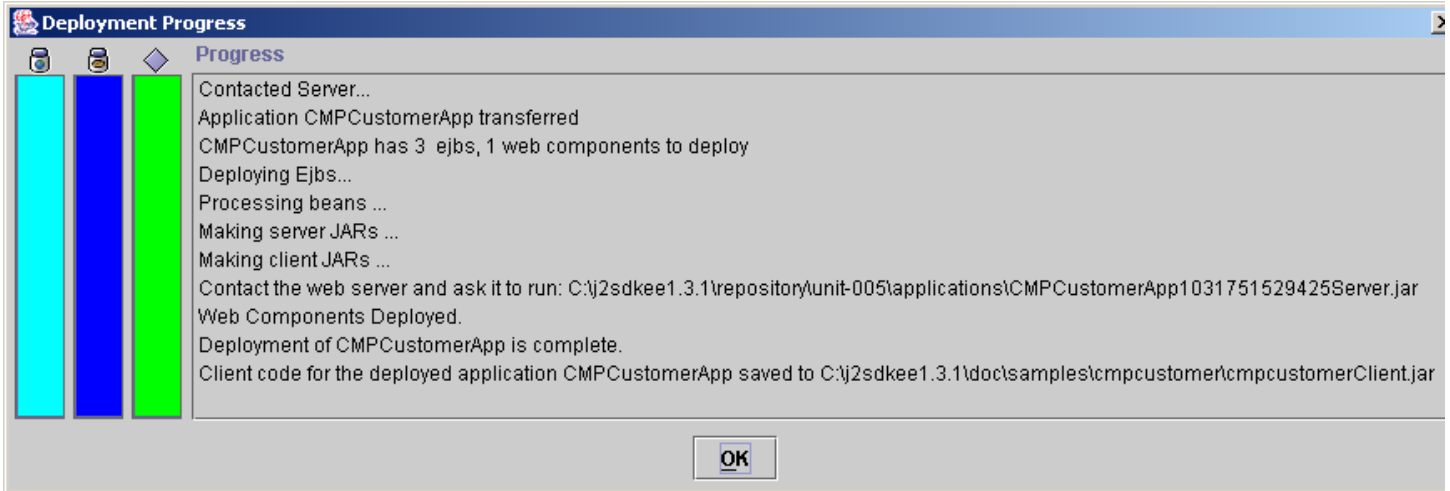 Deployment Progress
Progress
Contacted Server...
Application CMPCustomerApp transferred
CMPCustomerApp has 3  ejbs, 1 web components to deploy
Deploying Ejbs...
Processing beans ...
Making server JARs ...
Making client JARs ...
Contact the web server and ask it to run: C:\j2sdkee1.3.1\repository\unit-005\applications\CMPCustomerApp1031751529425Server.jar
Web Components Deployed.
Deployment of CMPCustomerApp is complete.
Client code for the deployed application CMPCustomerApp saved to C:\j2sdkee1.3.1\doc\samples\cmpcustomer\cmpcustomerClient.jar
OK